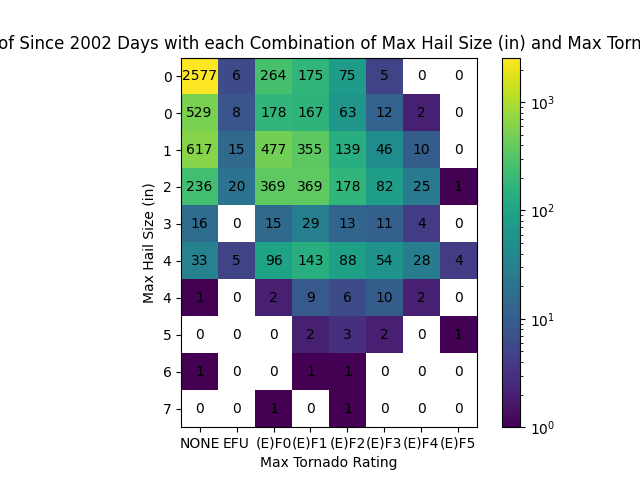 of Since 2002 Days with each Combination of Max Hail Size (in) and Max Torn
0 2577 6 264 175 75 5 0 0
0 529 8 178 167 63 12 2 0
1 617 15 477 355 139 46 10 0
2 236 20 369 369 178 82 25 1
3 16 0 15 29 13 11 4 0
4 33 5 96 143 88 54 28 4
4 1 0 2 9 6 10 2 0
5 0 0 0 2 3 2 0 1
6 1 0 0 1 1 0 0 0
7 0 0 1 0 1 0 0 0
NONE EFU (E)F0 (E)F1 (E)F2 (E)F3 (E)F4 (E)F5
Max Tornado Rating
Max Hail Size (in)
10³
10²
10¹
10⁰